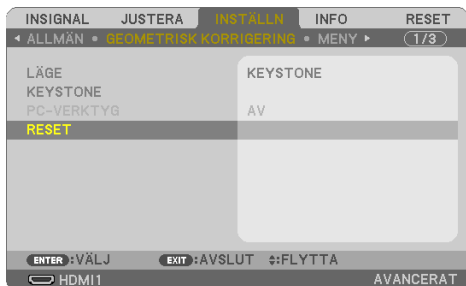 INSIGNAL JUSTERA INSTÄLLN INFO RESET
ALLMÄN • GEOMETRISK KORRIGERING • MENY 1/3
LÄGE KEYSTONE
KEYSTONE
PC-VERKTYG AV
RESET
ENTER :VÄLJ EXIT :AVSLUT :FLYTTA
HDMI1 AVANCERAT